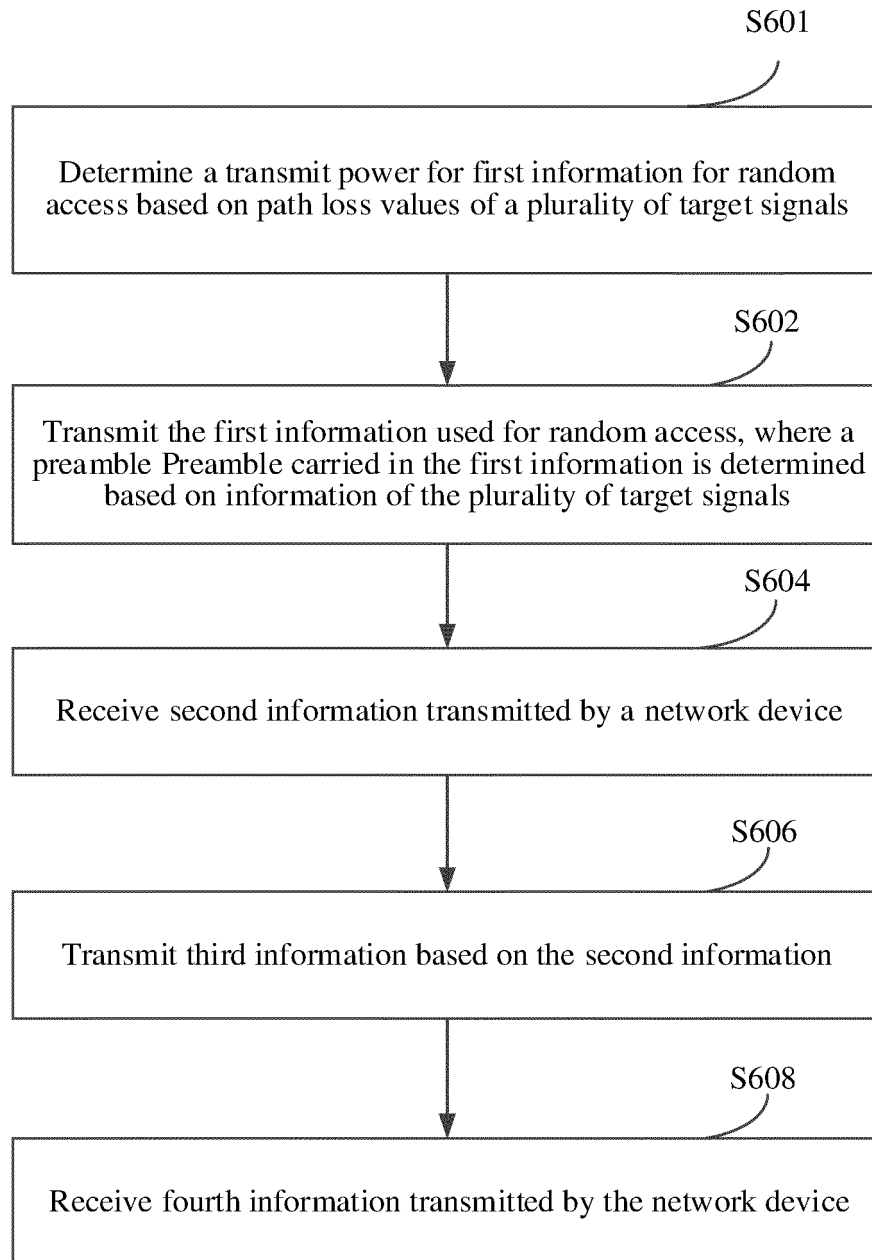 S601
Determine a transmit power for first information for random
access based on path loss values of a plurality of target signals
S602
Transmit the first information used for random access, where a
preamble Preamble carried in the first information is determined
based on information of the plurality of target signals
S604
Receive second information transmitted by a network device
S606
Transmit third information based on the second information
S608
Receive fourth information transmitted by the network device